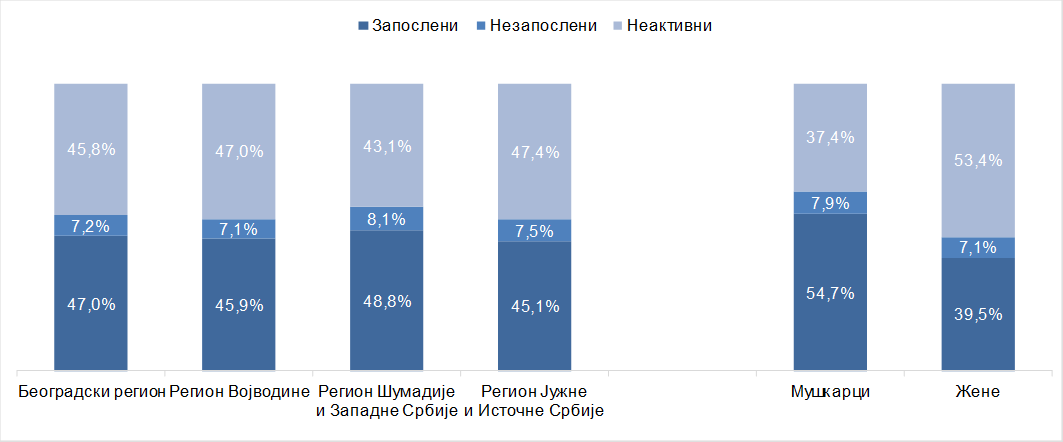 Запослени Незапослени Неактивни
45,8% 47,0% 43,1% 47,4% 37,4% 53,4%
7,2% 7,1% 8,1% 7,5% 7,9% 7,1%
47,0% 45,9% 48,8% 45,1% 54,7% 39,5%
Београдски регион Регион Војводине Регион Шумадије Регион Јужне Мушкарци Жене
и Западне Србије и Источне Србије